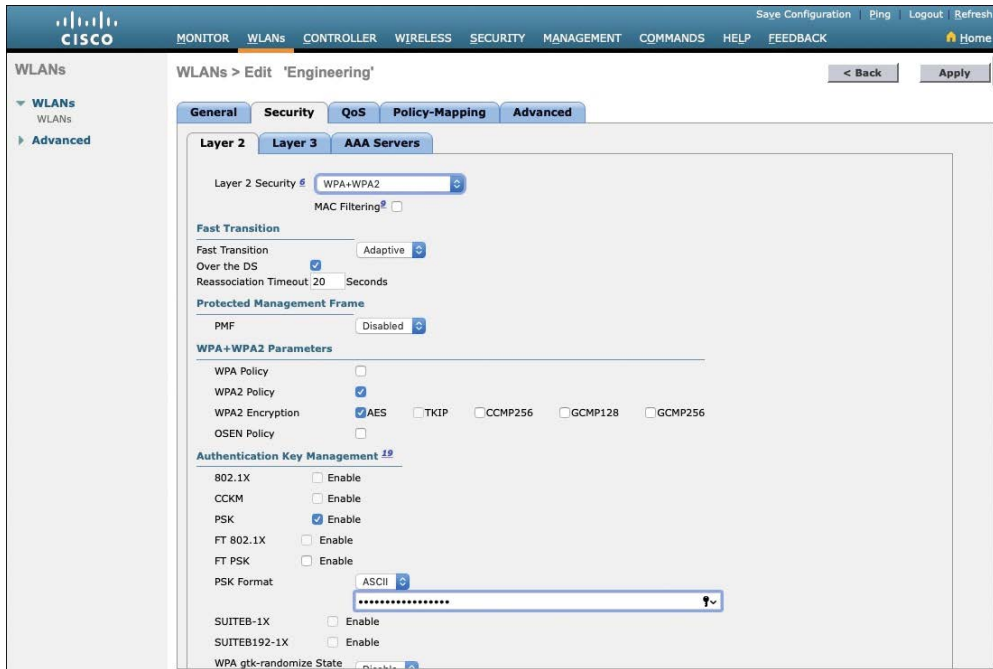 Save Configuration | Ping | Logout | Refresh
CISCO
MONITOR WLANs CONTROLLER WIRELESS SECURITY MANAGEMENT COMMANDS HELP FEEDBACK Home
WLANs
WLANs > Edit 'Engineering'
< Back Apply
WLANs
WLANs
Advanced
General Security QoS Policy-Mapping Advanced
Layer 2 Layer 3 AAA Servers
Layer 2 Security 6 WPA+WPA2
MAC Filtering 9
Fast Transition
Fast Transition Adaptive
Over the DS
Reassociation Timeout 20 Seconds
Protected Management Frame
PMF Disabled
WPA+WPA2 Parameters
WPA Policy
WPA2 Policy
WPA2 Encryption AES TKIP CCMP256 GCMP128 GCMP256
OSEN Policy
Authentication Key Management 19
802.1X Enable
CCKM Enable
PSK Enable
FT 802.1X Enable
FT PSK Enable
PSK Format ASCII
•••••••••••••••••
SUITEB-1X Enable
SUITEB192-1X Enable
WPA gtk-randomize State Disable